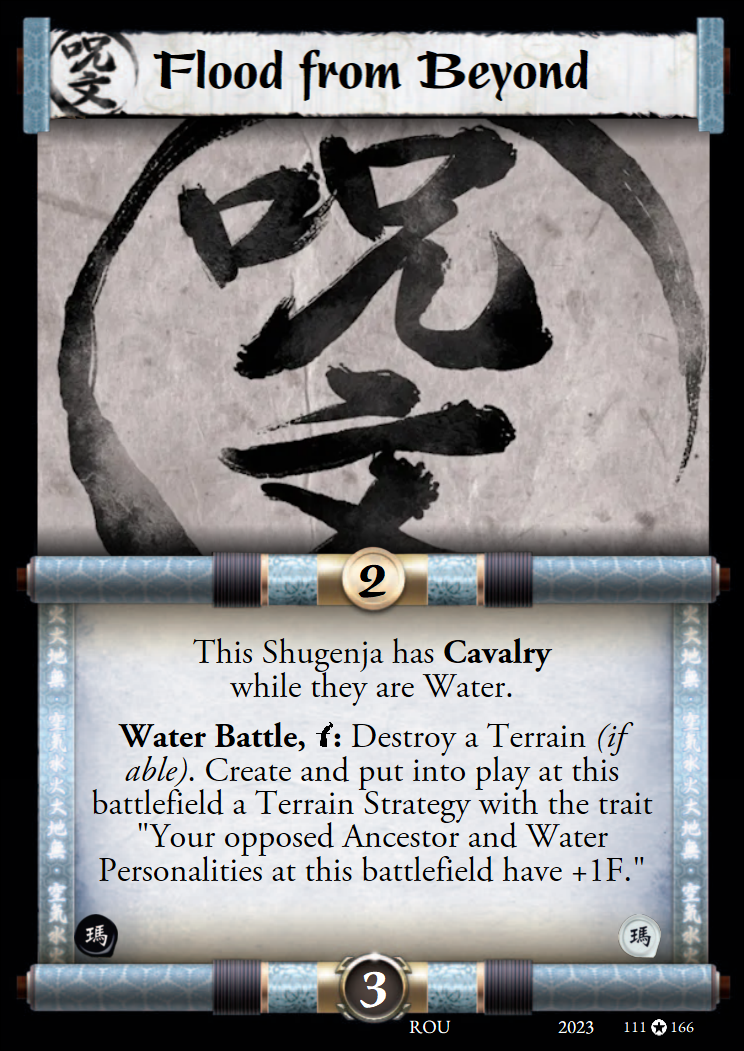 呪文
Flood from Beyond
呪文
2
This Shugenja has Cavalry
while they are Water.
Water Battle, : Destroy a Terrain (if
able). Create and put into play at this
battlefield a Terrain Strategy with the trait
"Your opposed Ancestor and Water
Personalities at this battlefield have +1F."
瑪
瑪
3
ROU 2023 111 166